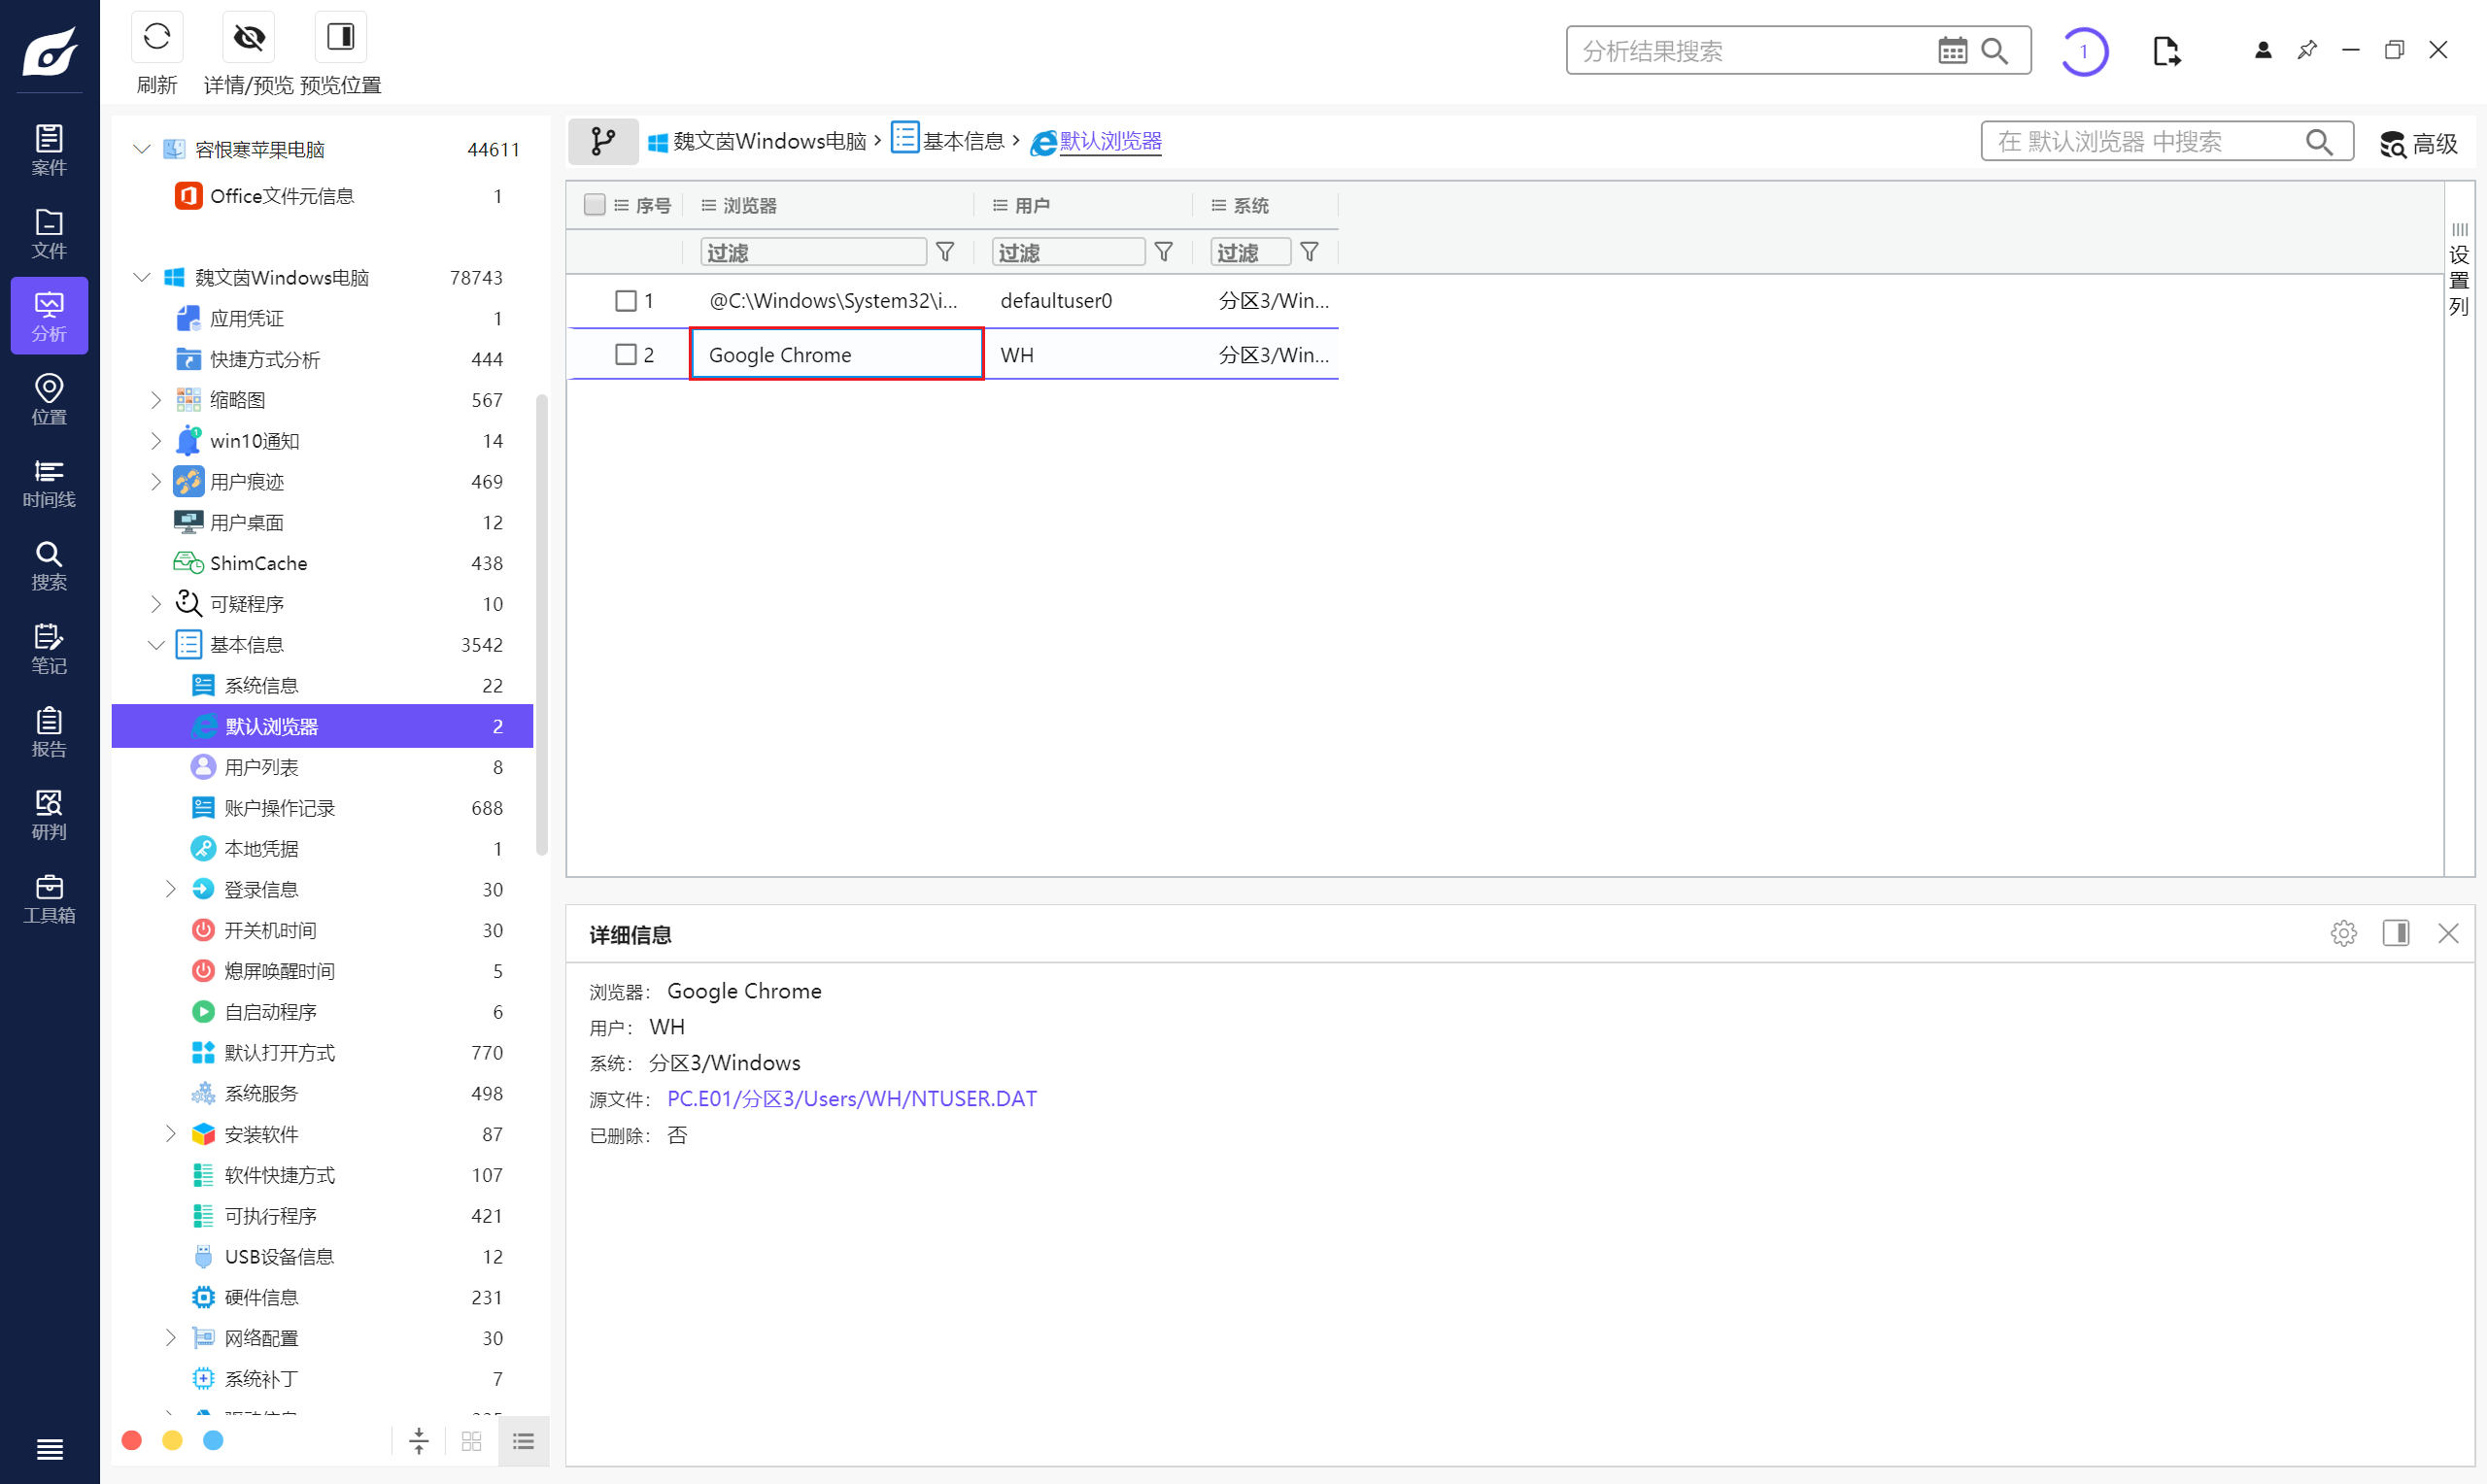 刷新
详情/预览
预览位置
分析结果搜索
1
案件
文件
分析
位置
时间线
搜索
笔记
报告
研判
工具箱
容恨寒苹果电脑 44611
Office文件元信息 1
魏文茵Windows电脑 78743
应用凭证 1
快捷方式分析 444
缩略图 567
win10通知 14
用户痕迹 469
用户桌面 12
ShimCache 438
可疑程序 10
基本信息 3542
系统信息 22
默认浏览器 2
用户列表 8
账户操作记录 688
本地凭据 1
登录信息 30
开关机时间 30
熄屏唤醒时间 5
自启动程序 6
默认打开方式 770
系统服务 498
安装软件 87
软件快捷方式 107
可执行程序 421
USB设备信息 12
硬件信息 231
网络配置 30
系统补丁 7
魏文茵Windows电脑 › 基本信息 › 默认浏览器
在 默认浏览器 中搜索
高级
序号 浏览器 用户 系统
过滤 过滤 过滤
1 @C:\Windows\System32\i... defaultuser0 分区3/Win...
2 Google Chrome WH 分区3/Win...
设置列
详细信息
浏览器： Google Chrome
用户： WH
系统： 分区3/Windows
源文件： PC.E01/分区3/Users/WH/NTUSER.DAT
已删除： 否